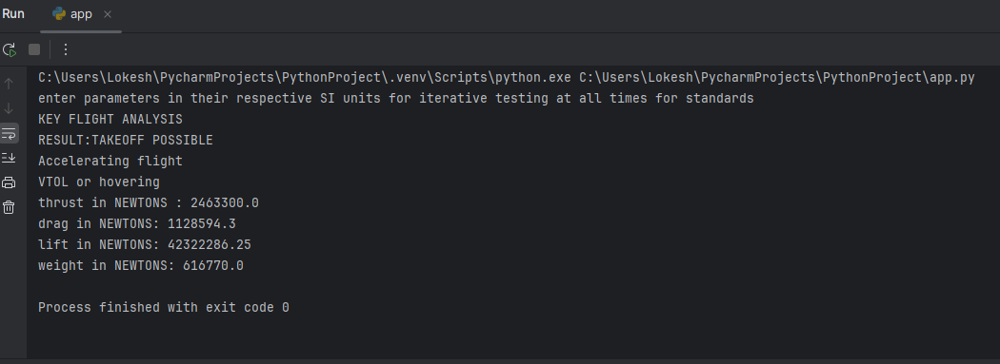 Run app
C:\Users\Lokesh\PycharmProjects\PythonProject\.venv\Scripts\python.exe C:\Users\Lokesh\PycharmProjects\PythonProject\app.py
enter parameters in their respective SI units for iterative testing at all times for standards
KEY FLIGHT ANALYSIS
RESULT:TAKEOFF POSSIBLE
Accelerating flight
VTOL or hovering
thrust in NEWTONS : 2463300.0
drag in NEWTONS: 1128594.3
lift in NEWTONS: 42322286.25
weight in NEWTONS: 616770.0
Process finished with exit code 0